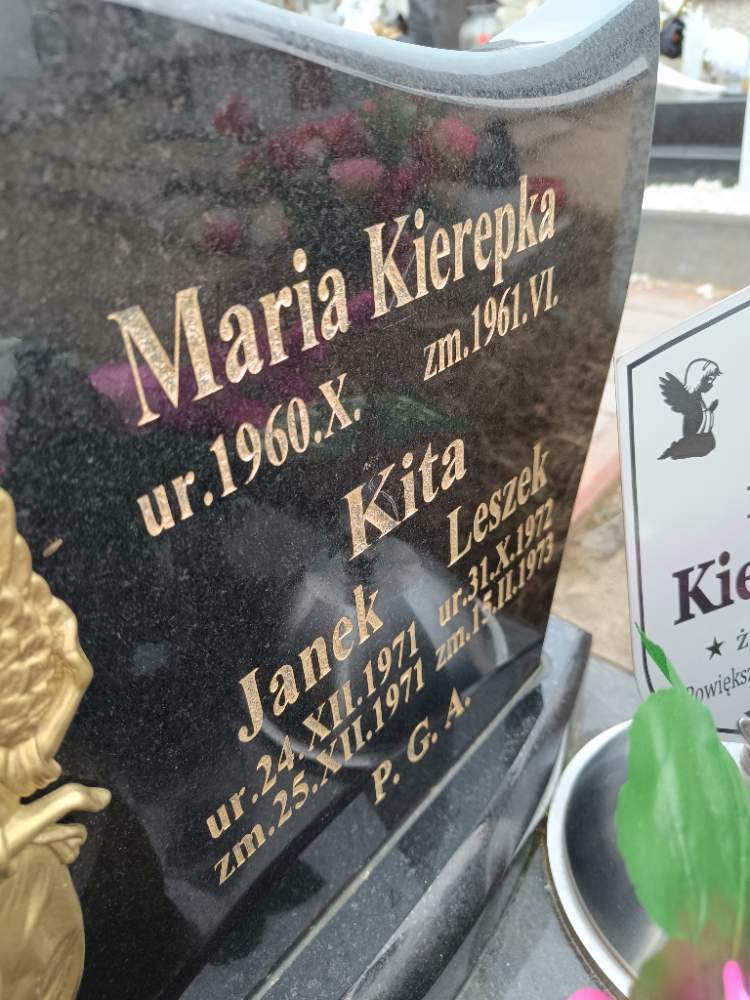 Maria Kierepka
ur.1960.X. zm.1961.VI.
Kita
Janek Leszek
ur.24.XII.1971 ur.31.X.1972
zm.25.XII.1971 zm.15.II.1973
P. G. A.